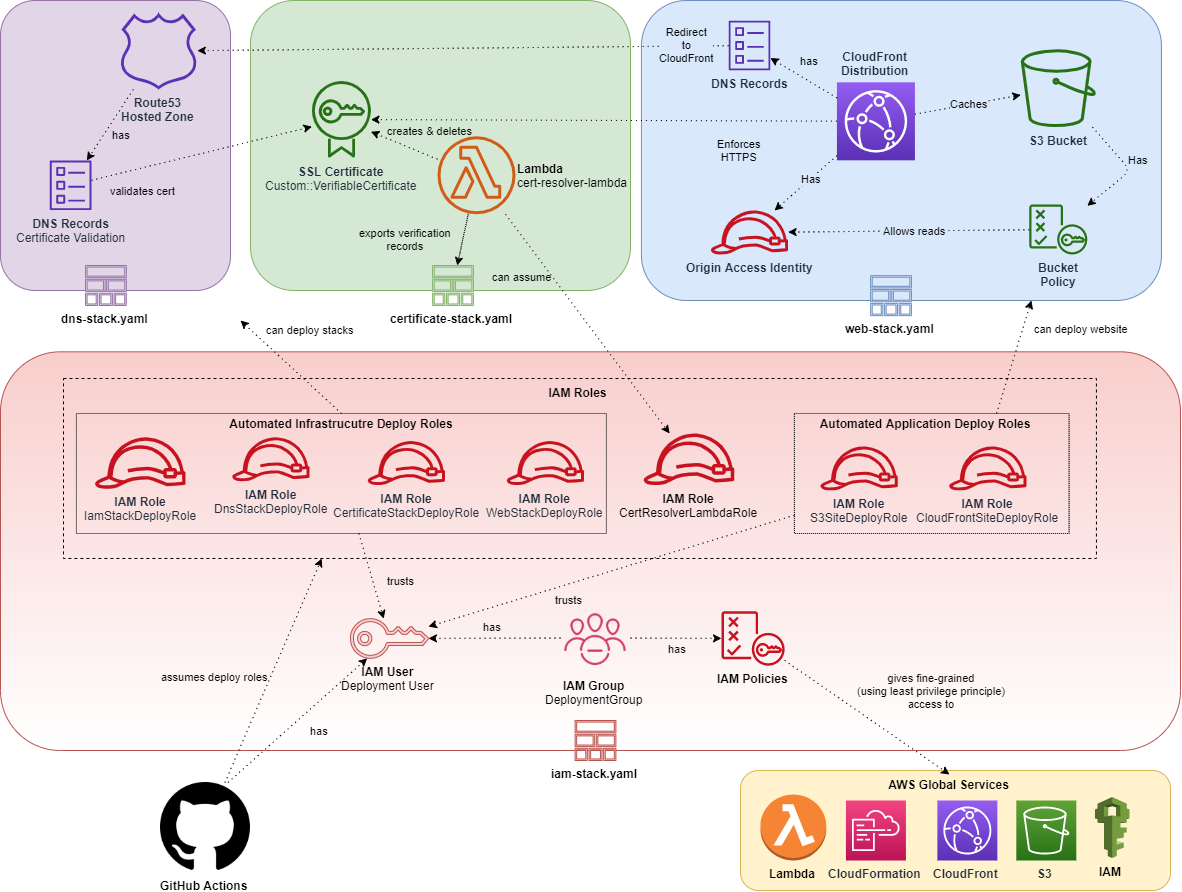 Route53
Hosted Zone
has
DNS Records
Certificate Validation
validates cert
dns-stack.yaml
SSL Certificate
Custom::VerifiableCertificate
creates & deletes
Lambda
cert-resolver-lambda
exports verification
records
can assume
certificate-stack.yaml
Redirect
to
CloudFront
DNS Records
has
CloudFront
Distribution
Caches
S3 Bucket
Enforces
HTTPS
Has
Has
Origin Access Identity
Allows reads
Bucket
Policy
web-stack.yaml
can deploy stacks
can deploy website
IAM Roles
Automated Infrastrucutre Deploy Roles
IAM Role
IamStackDeployRole
IAM Role
DnsStackDeployRole
IAM Role
CertificateStackDeployRole
IAM Role
WebStackDeployRole
IAM Role
CertResolverLambdaRole
Automated Application Deploy Roles
IAM Role
S3SiteDeployRole
IAM Role
CloudFrontSiteDeployRole
trusts
trusts
IAM User
Deployment User
has
IAM Group
DeploymentGroup
has
IAM Policies
assumes deploy roles
has
gives fine-grained
(using least privilege principle)
access to
iam-stack.yaml
GitHub Actions
AWS Global Services
Lambda
CloudFormation
CloudFront
S3
IAM